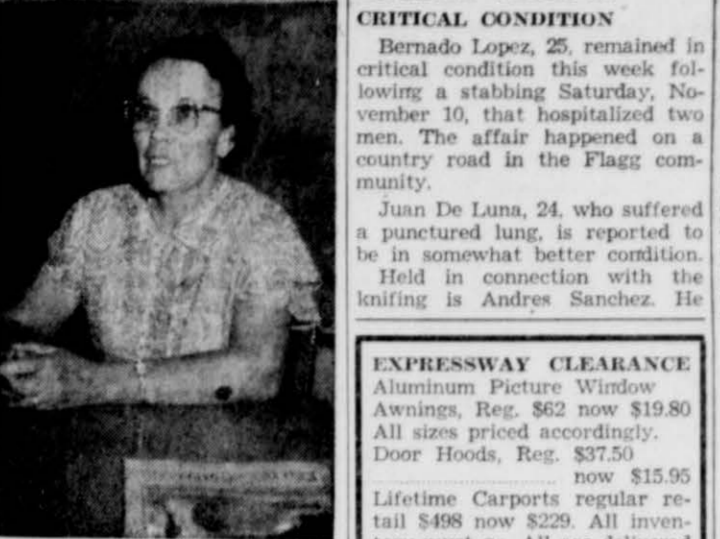 CRITICAL CONDITION
Bernado Lopez, 25, remained in
critical condition this week fol-
lowing a stabbing Saturday, No-
vember 10, that hospitalized two
men. The affair happened on a
country road in the Flagg com-
munity.
Juan De Luna, 24, who suffered
a punctured lung, is reported to
be in somewhat better condition.
Held in connection with the
knifing is Andres Sanchez. He
EXPRESSWAY CLEARANCE
Aluminum Picture Window
Awnings, Reg. $62 now $19.80
All sizes priced accordingly.
Door Hoods, Reg. $37.50
now $15.95
Lifetime Carports regular re-
tail $498 now $229. All inven-